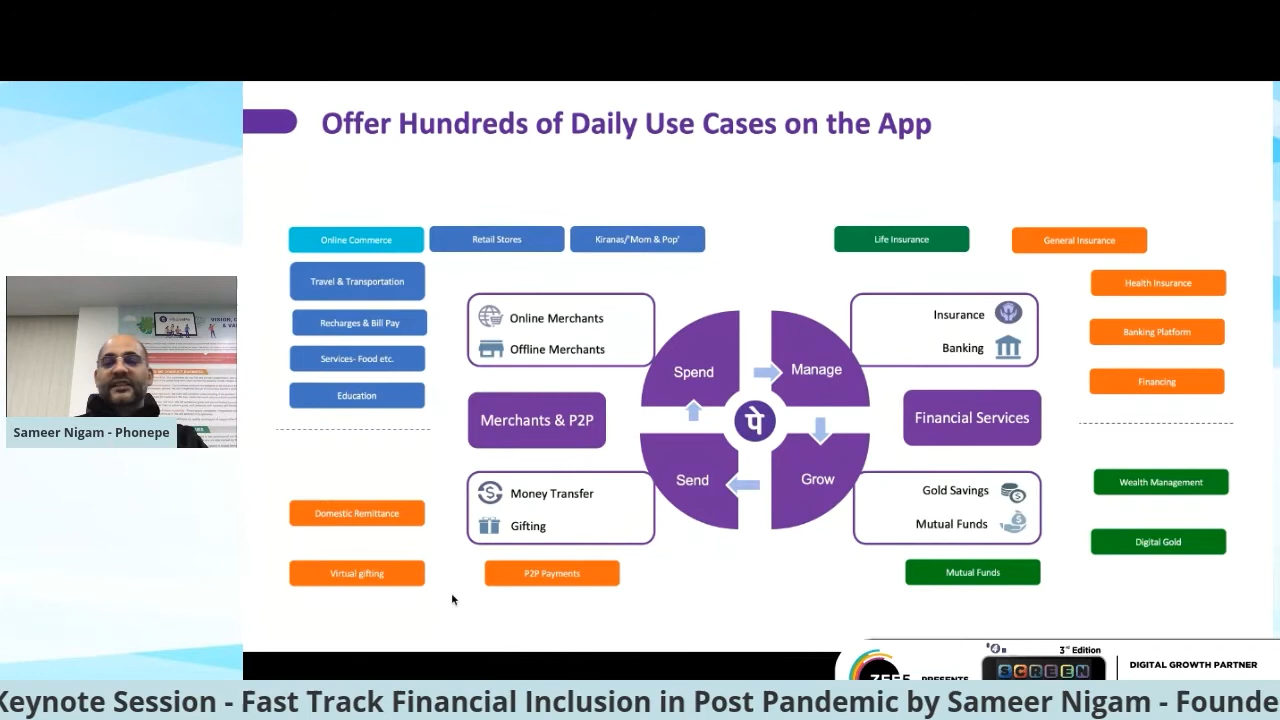 Offer Hundreds of Daily Use Cases on the App
Online Commerce
Retail Stores
Kiranas/'Mom & Pop'
Life Insurance
General Insurance
Travel & Transportation
Recharges & Bill Pay
Services- Food etc.
Education
Health Insurance
Banking Platform
Financing
Online Merchants
Offline Merchants
Insurance
Banking
Spend
Manage
Merchants & P2P
पे
Financial Services
Send
Grow
Money Transfer
Gifting
Gold Savings
Mutual Funds
Domestic Remittance
Virtual gifting
P2P Payments
Mutual Funds
Wealth Management
Digital Gold
Sameer Nigam - Phonepe
3rd Edition
SCREEN
PRESENTS
DIGITAL GROWTH PARTNER
Keynote Session - Fast Track Financial Inclusion in Post Pandemic by Sameer Nigam - Founde